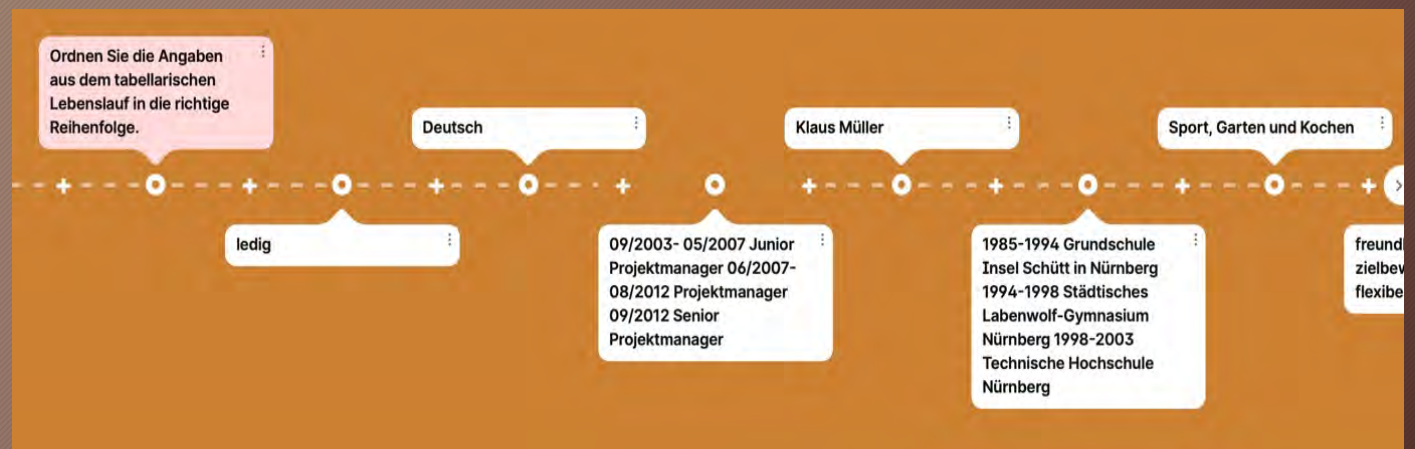 Ordnen Sie die Angaben
aus dem tabellarischen
Lebenslauf in die richtige
Reihenfolge.
ledig
Deutsch
09/2003- 05/2007 Junior
Projektmanager 06/2007-
08/2012 Projektmanager
09/2012 Senior
Projektmanager
Klaus Müller
1985-1994 Grundschule
Insel Schütt in Nürnberg
1994-1998 Städtisches
Labenwolf-Gymnasium
Nürnberg 1998-2003
Technische Hochschule
Nürnberg
Sport, Garten und Kochen